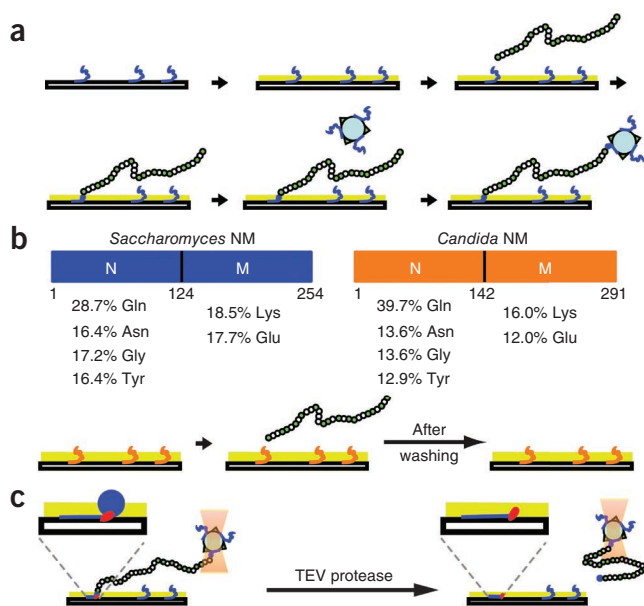 a
b
Saccharomyces NM
Candida NM
N
M
N
M
1
124
254
1
142
291
28.7% Gln
16.4% Asn
17.2% Gly
16.4% Tyr
18.5% Lys
17.7% Glu
39.7% Gln
13.6% Asn
13.6% Gly
12.9% Tyr
16.0% Lys
12.0% Glu
After
washing
c
TEV protease